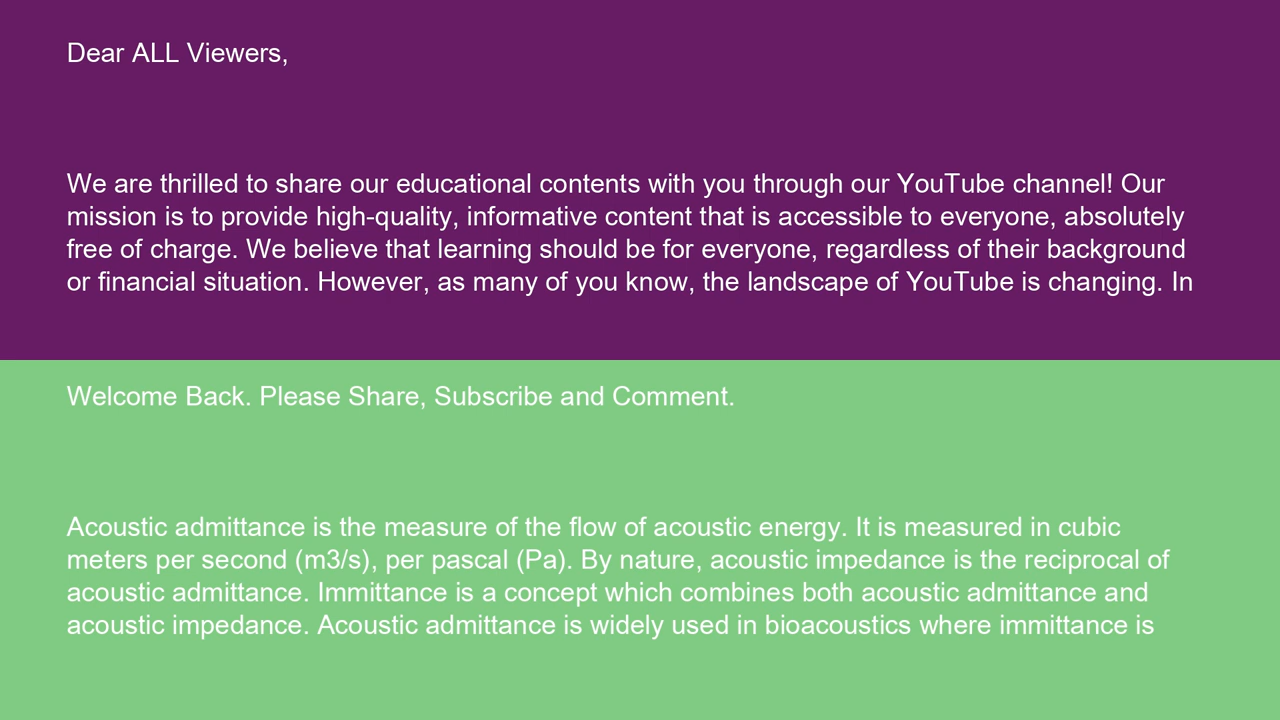 Dear ALL Viewers,
We are thrilled to share our educational contents with you through our YouTube channel! Our
mission is to provide high-quality, informative content that is accessible to everyone, absolutely
free of charge. We believe that learning should be for everyone, regardless of their background
or financial situation. However, as many of you know, the landscape of YouTube is changing. In
Welcome Back. Please Share, Subscribe and Comment.
Acoustic admittance is the measure of the flow of acoustic energy. It is measured in cubic
meters per second (m3/s), per pascal (Pa). By nature, acoustic impedance is the reciprocal of
acoustic admittance. Immittance is a concept which combines both acoustic admittance and
acoustic impedance. Acoustic admittance is widely used in bioacoustics where immittance is